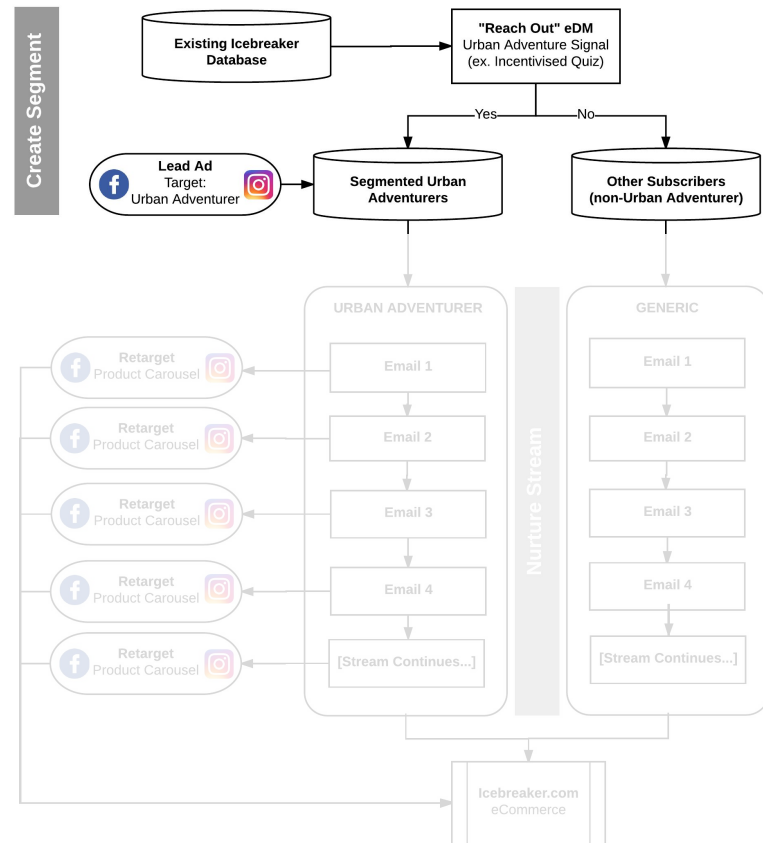 Create Segment
Existing Icebreaker
Database
"Reach Out" eDM
Urban Adventure Signal
(ex. Incentivised Quiz)
Yes
No
Lead Ad
Target:
Urban Adventurer
Segmented Urban
Adventurers
Other Subscribers
(non-Urban Adventurer)
URBAN ADVENTURER
GENERIC
Nurture Stream
Retarget
Product Carousel
Email 1
Email 1
Retarget
Product Carousel
Email 2
Email 2
Retarget
Product Carousel
Email 3
Email 3
Retarget
Product Carousel
Email 4
Email 4
Retarget
Product Carousel
[Stream Continues...]
[Stream Continues...]
Icebreaker.com
eCommerce